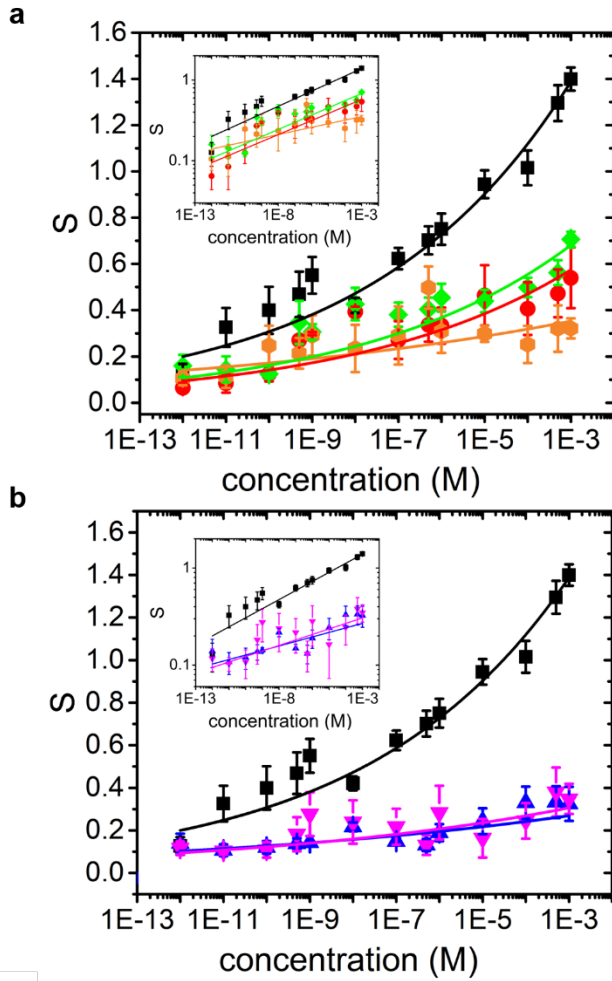 a
1.6
1.4
1.2
1.0
0.8
0.6
0.4
0.2
0.0
S
1E-13 1E-11 1E-9 1E-7 1E-5 1E-3
concentration (M)
1
0.1
S
1E-13 1E-8 1E-3
concentration (M)
b
1.6
1.4
1.2
1.0
0.8
0.6
0.4
0.2
0.0
S
1E-13 1E-11 1E-9 1E-7 1E-5 1E-3
concentration (M)
1
0.1
S
1E-13 1E-8 1E-3
concentration (M)